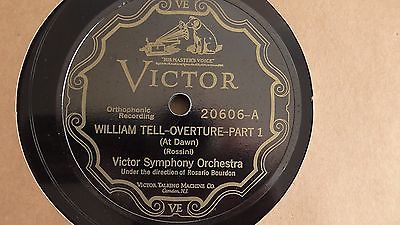 VE
"HIS MASTER'S VOICE"
VICTOR
Orthophonic
Recording
20606-A
WILLIAM TELL-OVERTURE-PART 1
(At Dawn)
(Rossini)
Victor Symphony Orchestra
Under the direction of Rosario Bourdon
VICTOR TALKING MACHINE CO.
Camden, N.J.
VE